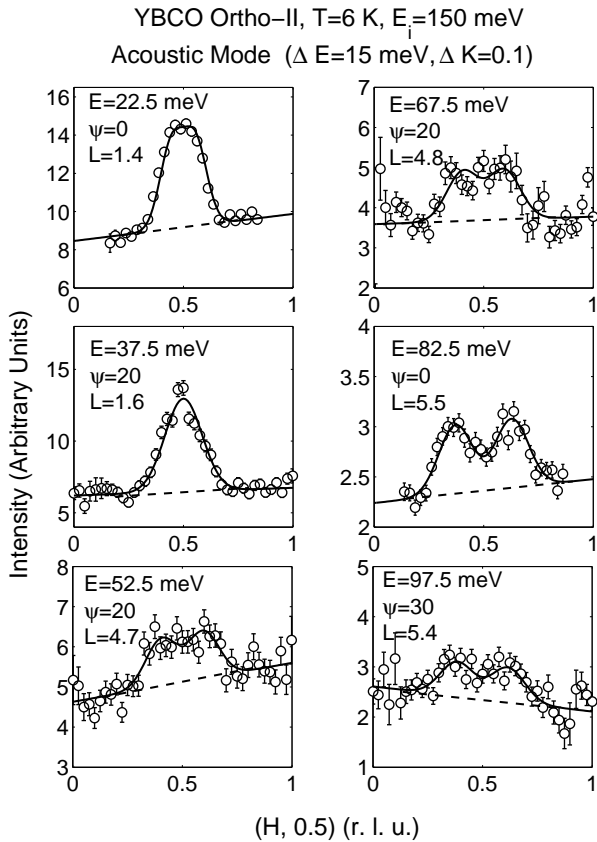 YBCO Ortho−II, T=6 K, E_i=150 meV
Acoustic Mode (Δ E=15 meV, Δ K=0.1)
Intensity (Arbitrary Units)
E=22.5 meV
ψ=0
L=1.4
16
14
12
10
8
6
0 0.5 1
E=67.5 meV
ψ=20
L=4.8
7
6
5
4
3
2
0 0.5 1
E=37.5 meV
ψ=20
L=1.6
15
10
5
0 0.5 1
E=82.5 meV
ψ=0
L=5.5
4
3.5
3
2.5
2
0 0.5 1
E=52.5 meV
ψ=20
L=4.7
8
7
6
5
4
3
0 0.5 1
E=97.5 meV
ψ=30
L=5.4
5
4
3
2
1
0 0.5 1
(H, 0.5) (r. l. u.)